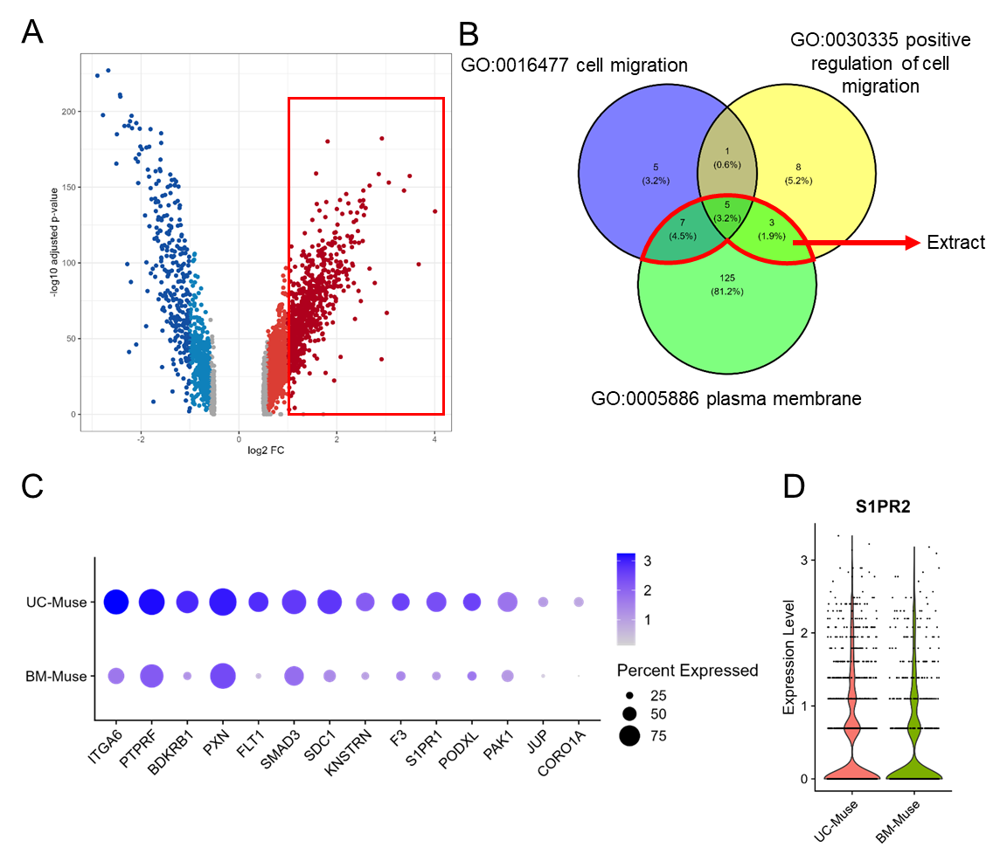 A
-log10 adjusted p-value
200
150
100
50
0
-2
0
2
4
log2 FC
B
GO:0016477 cell migration
GO:0030335 positive
regulation of cell
migration
5
(3.2%)
1
(0.6%)
8
(5.2%)
5
(3.2%)
7
(4.5%)
3
(1.9%)
125
(81.2%)
Extract
GO:0005886 plasma membrane
C
UC-Muse
BM-Muse
ITGA6
PTPRF
BDKRB1
PXN
FLT1
SMAD3
SDC1
KNSTRN
F3
S1PR1
PODXL
PAK1
JUP
CORO1A
3
2
1
Percent Expressed
25
50
75
D
S1PR2
Expression Level
3
2
1
0
UC-Muse
BM-Muse